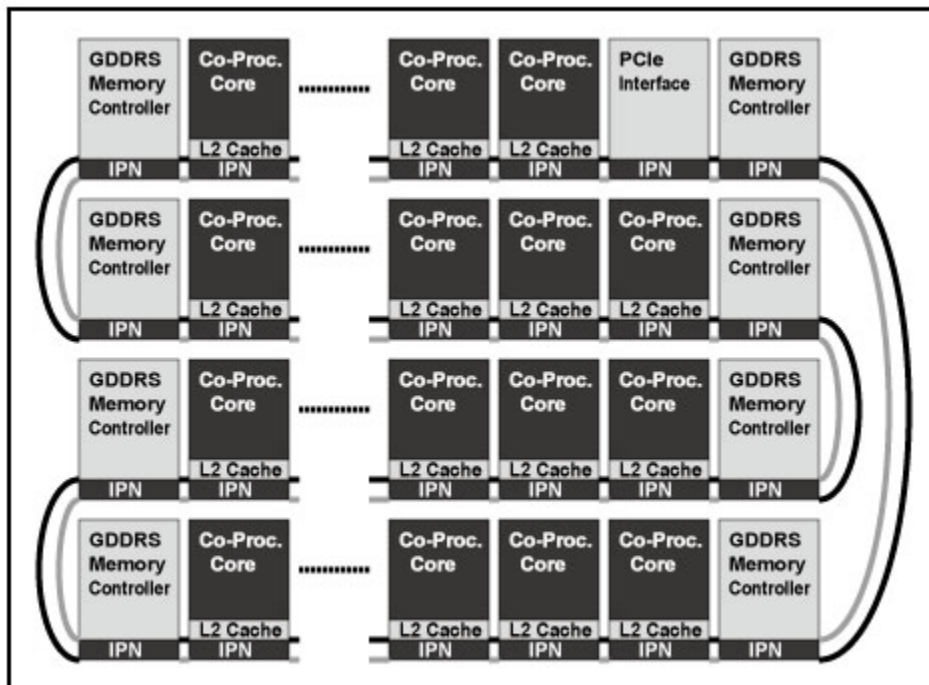 GDDRS
Memory
Controller
IPN
Co-Proc.
Core
L2 Cache
IPN
Co-Proc.
Core
L2 Cache
IPN
Co-Proc.
Core
L2 Cache
IPN
PCIe
Interface
IPN
GDDRS
Memory
Controller
IPN
GDDRS
Memory
Controller
IPN
Co-Proc.
Core
L2 Cache
IPN
Co-Proc.
Core
L2 Cache
IPN
Co-Proc.
Core
L2 Cache
IPN
Co-Proc.
Core
L2 Cache
IPN
GDDRS
Memory
Controller
IPN
GDDRS
Memory
Controller
IPN
Co-Proc.
Core
L2 Cache
IPN
Co-Proc.
Core
L2 Cache
IPN
Co-Proc.
Core
L2 Cache
IPN
Co-Proc.
Core
L2 Cache
IPN
GDDRS
Memory
Controller
IPN
GDDRS
Memory
Controller
IPN
Co-Proc.
Core
L2 Cache
IPN
Co-Proc.
Core
L2 Cache
IPN
Co-Proc.
Core
L2 Cache
IPN
Co-Proc.
Core
L2 Cache
IPN
GDDRS
Memory
Controller
IPN